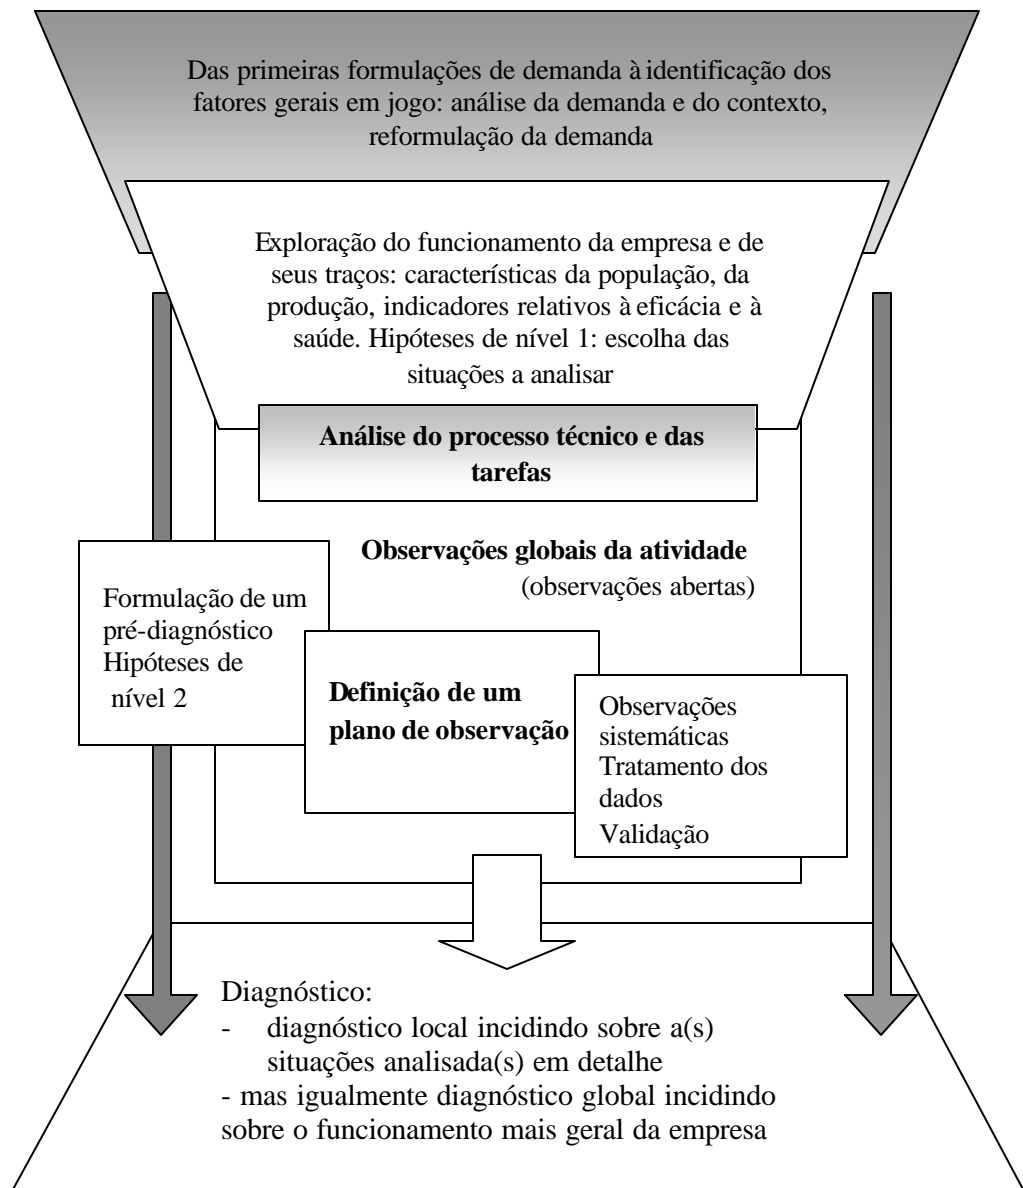 Das primeiras formulações de demanda à identificação dos
fatores gerais em jogo: análise da demanda e do contexto,
reformulação da demanda
Exploração do funcionamento da empresa e de
seus traços: características da população, da
produção, indicadores relativos à eficácia e à
saúde. Hipóteses de nível 1: escolha das
situações a analisar
Análise do processo técnico e das
tarefas
Observações globais da atividade
(observações abertas)
Formulação de um
pré-diagnóstico
Hipóteses de
nível 2
Definição de um
plano de observação
Observações
sistemáticas
Tratamento dos
dados
Validação
Diagnóstico:
- diagnóstico local incidindo sobre a(s)
situações analisada(s) em detalhe
- mas igualmente diagnóstico global incidindo
sobre o funcionamento mais geral da empresa